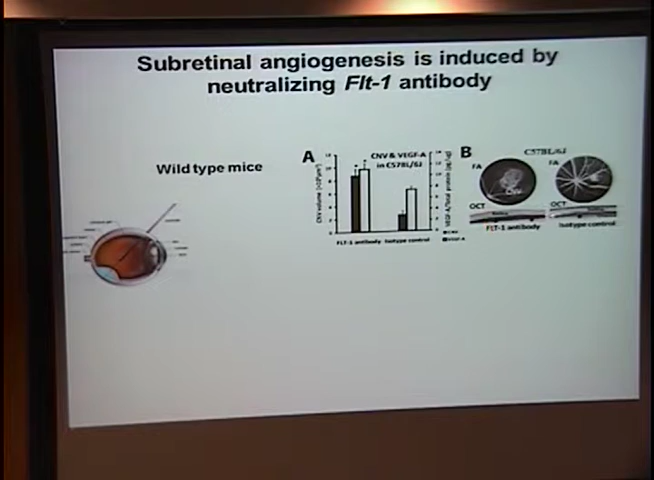 Subretinal angiogenesis is induced by
neutralizing Flt-1 antibody
Wild type mice
A
CNV & VEGF-A
in C57BL/6J
FLT-1 antibody
Isotype control
B
C57BL/6J
FA
FA
CNV
OCT
OCT
FLT-1 antibody
Isotype control